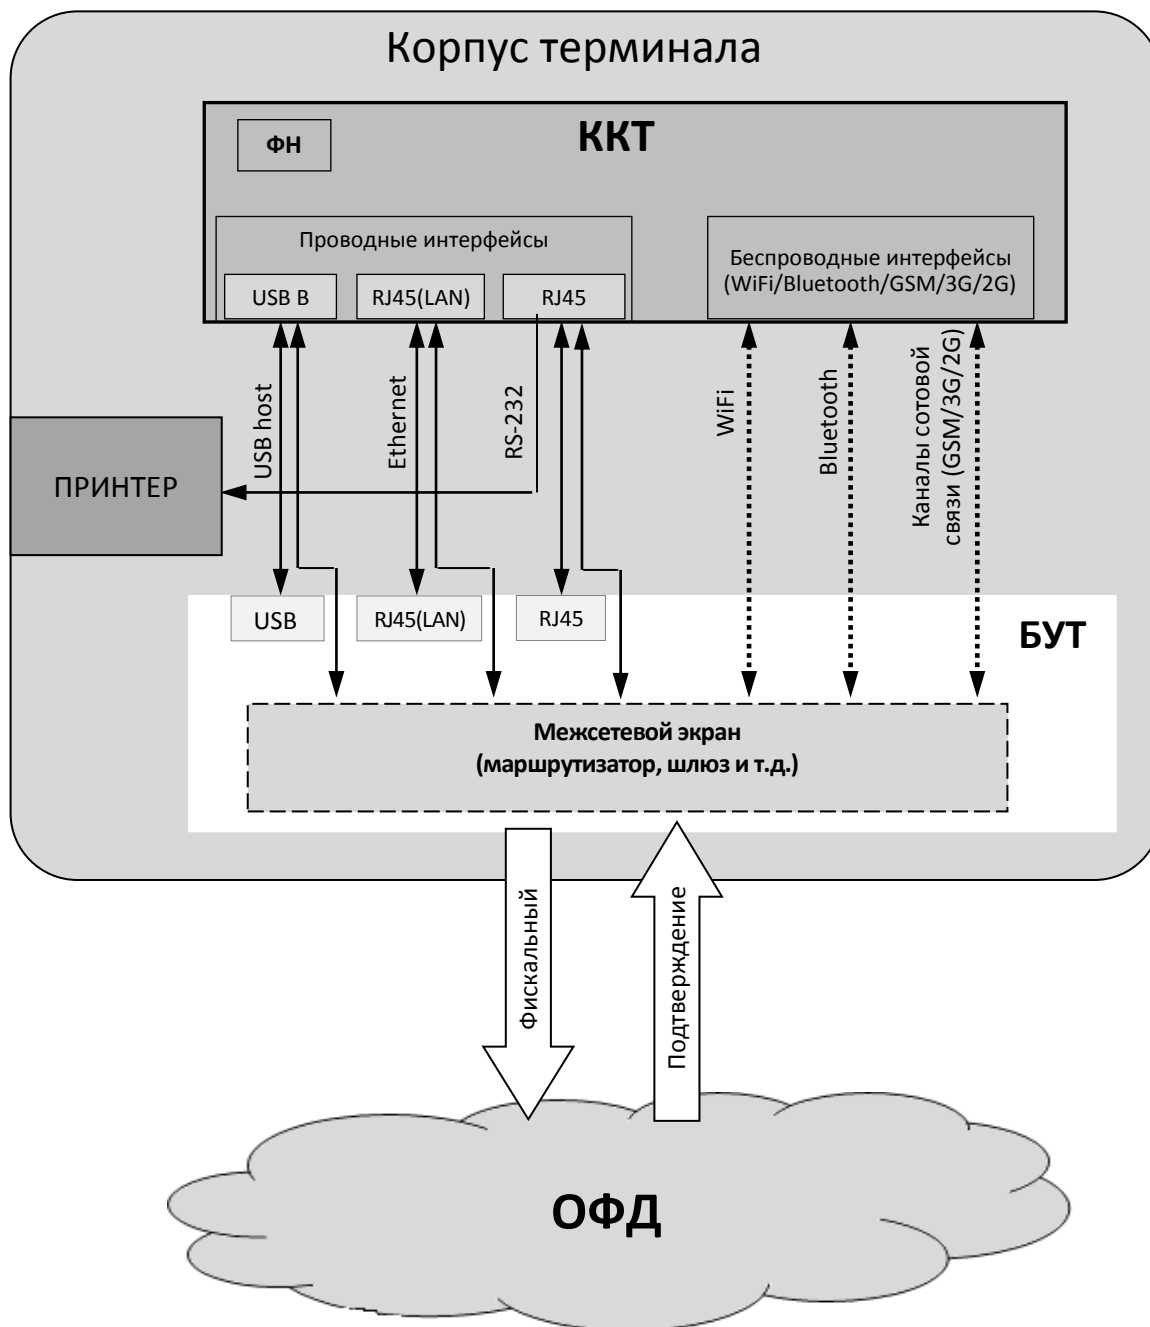 Корпус терминала
ККТ
ФН
Проводные интерфейсы
USB B
RJ45(LAN)
RJ45
Беспроводные интерфейсы
(WiFi/Bluetooth/GSM/3G/2G)
USB host
Ethernet
RS-232
WiFi
Bluetooth
Каналы сотовой
связи (GSM/3G/2G)
ПРИНТЕР
USB
RJ45(LAN)
RJ45
БУТ
Межсетевой экран
(маршрутизатор, шлюз и т.д.)
Фискальный
Подтверждение
ОФД